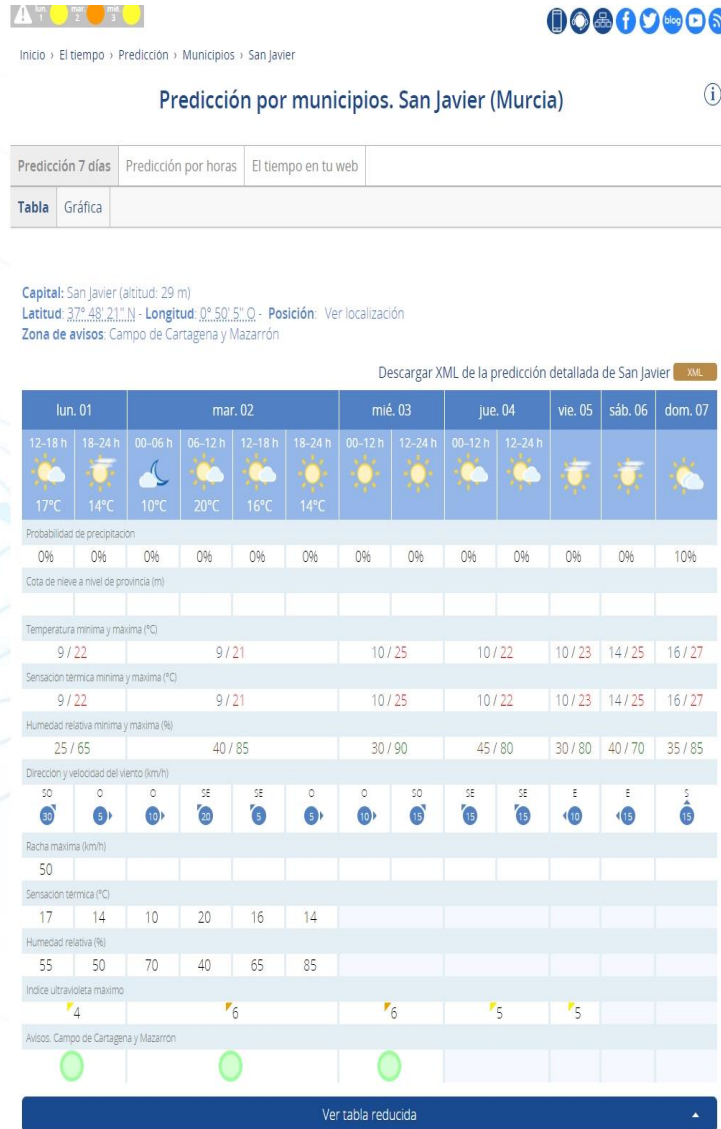 lun. mar. mié.
1 2 3
blog
Inicio › El tiempo › Predicción › Municipios › San Javier
Predicción por municipios. San Javier (Murcia)
i
Predicción 7 días Predicción por horas El tiempo en tu web
Tabla Gráfica
Capital: San Javier (altitud: 29 m)
Latitud: 37° 48' 21'' N - Longitud: 0° 50' 5'' O - Posición: Ver localización
Zona de avisos: Campo de Cartagena y Mazarrón
Descargar XML de la predicción detallada de San Javier XML
lun. 01 mar. 02 mié. 03 jue. 04 vie. 05 sáb. 06 dom. 07
12–18 h 18–24 h 00–06 h 06–12 h 12–18 h 18–24 h 00–12 h 12–24 h 00–12 h 12–24 h
17°C 14°C 10°C 20°C 16°C 14°C
Probabilidad de precipitación
0% 0% 0% 0% 0% 0% 0% 0% 0% 0% 0% 0% 10%
Cota de nieve a nivel de provincia (m)
Temperatura mínima y máxima (°C)
9 / 22 9 / 21 10 / 25 10 / 22 10 / 23 14 / 25 16 / 27
Sensación térmica mínima y máxima (°C)
9 / 22 9 / 21 10 / 25 10 / 22 10 / 23 14 / 25 16 / 27
Humedad relativa mínima y máxima (%)
25 / 65 40 / 85 30 / 90 45 / 80 30 / 80 40 / 70 35 / 85
Dirección y velocidad del viento (km/h)
SO O O SE SE O O SO SE SE E E S
30 5 10 20 5 5 10 15 15 15 10 15 15
Racha máxima (km/h)
50
Sensación térmica (°C)
17 14 10 20 16 14
Humedad relativa (%)
55 50 70 40 65 85
Indice ultravioleta máximo
4 6 6 5 5
Avisos. Campo de Cartagena y Mazarrón
Ver tabla reducida